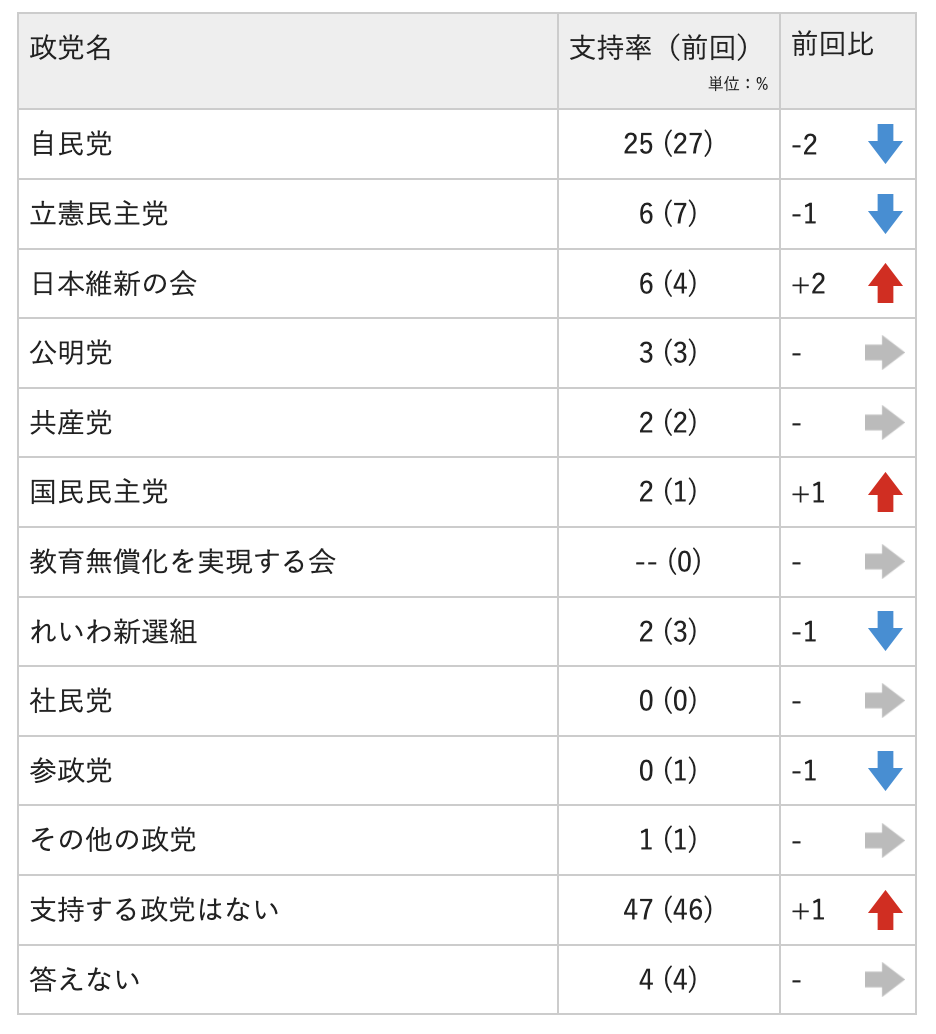 政党名 支持率（前回） 前回比
単位：%
自民党 25 (27) -2
立憲民主党 6 (7) -1
日本維新の会 6 (4) +2
公明党 3 (3) -
共産党 2 (2) -
国民民主党 2 (1) +1
教育無償化を実現する会 -- (0) -
れいわ新選組 2 (3) -1
社民党 0 (0) -
参政党 0 (1) -1
その他の政党 1 (1) -
支持する政党はない 47 (46) +1
答えない 4 (4) -